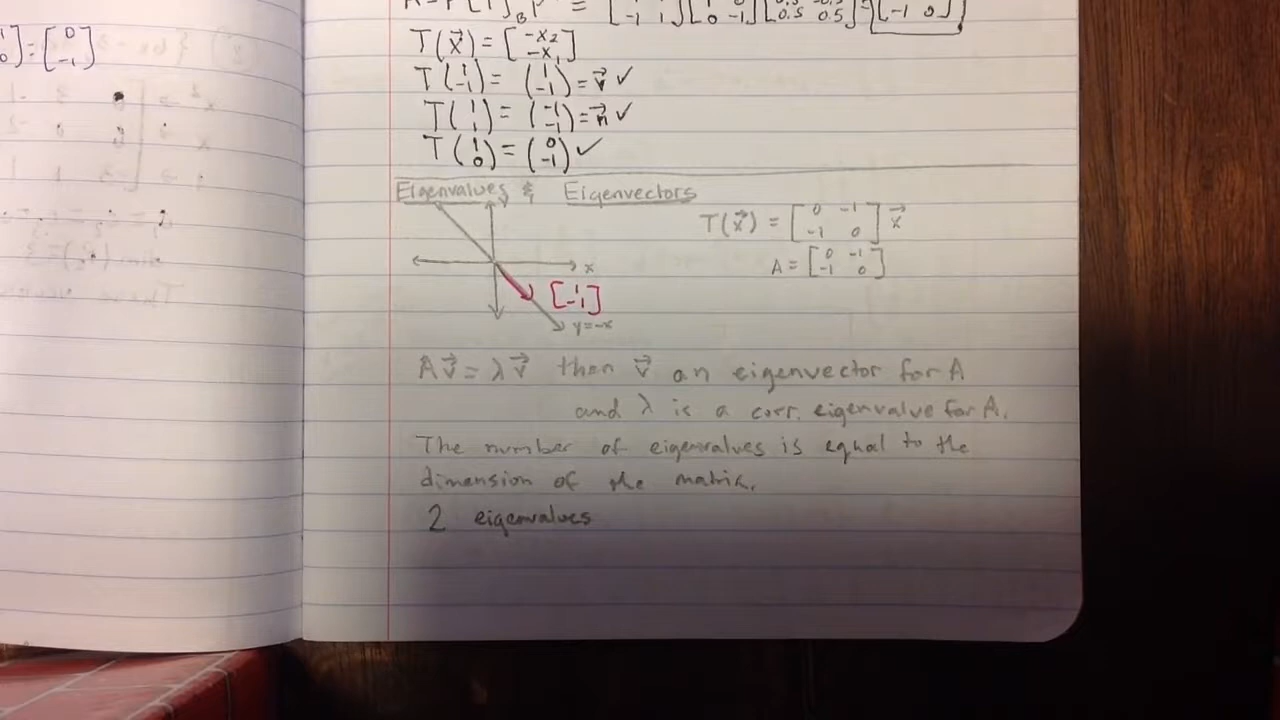 T(x⃗) = [-x₂ -x₁]
T(1 -1) = (1 -1) = v⃗ ✓
T(1 1) = (-1 -1) = n⃗ ✓
T(1 0) = (0 -1) ✓
Eigenvalues & Eigenvectors
T(x⃗) = [0 -1 -1 0] x⃗
A = [0 -1 -1 0]
x
[1 -1]
y=-x
Av⃗ = λv⃗ then v⃗ an eigenvector for A
and λ is a corr. eigenvalue for A.
The number of eigenvalues is equal to the
dimension of the matrix.
2 eigenvalues